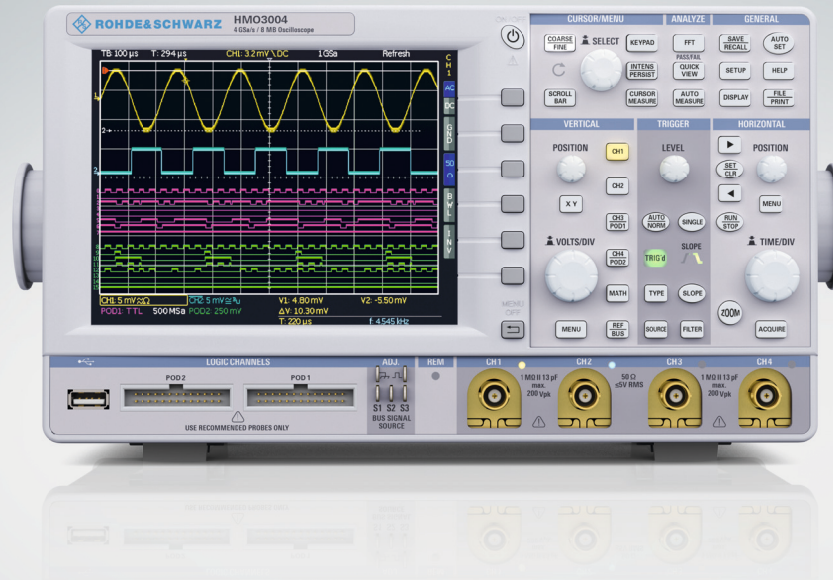 ROHDE&SCHWARZ HMO3004
4 GSa/s / 8 MB Oscilloscope
ON/OFF
TB: 100 µs T: 294 µs CH1: 3.2 mV \ DC 1GSa Refresh
CH1
AC
DC
GND
50
BWL
INV
CH1: 5 mV
CH2: 5 mV
V1: 4.80 mV V2: -5.50 mV
POD1: TTL 500 MSa POD2: 250 mV
ΔV: 10.30 mV
T: 220 µs f: 4.545 kHz
MENU
OFF
CURSOR/MENU
COARSE
FINE
SELECT
KEYPAD
INTENS
PERSIST
SCROLL
BAR
CURSOR
MEASURE
ANALYZE
FFT
PASS/FAIL
QUICK
VIEW
AUTO
MEASURE
GENERAL
SAVE
RECALL
AUTO
SET
SETUP
HELP
DISPLAY
FILE
PRINT
VERTICAL
POSITION
CH1
CH2
X Y
CH3
POD1
VOLTS/DIV
CH4
POD2
MATH
MENU
REF
BUS
TRIGGER
LEVEL
AUTO
NORM
SINGLE
TRIG'd
SLOPE
TYPE
SLOPE
SOURCE
FILTER
HORIZONTAL
POSITION
SET
CLR
MENU
RUN
STOP
TIME/DIV
ZOOM
ACQUIRE
LOGIC CHANNELS
POD 2
POD 1
USE RECOMMENDED PROBES ONLY
ADJ.
S1 S2 S3
BUS SIGNAL
SOURCE
REM
CH1
1 MΩ II 13 pF
max.
200 Vpk
CH2
50 Ω
≤5V RMS
CH3
1 MΩ II 13 pF
max.
200 Vpk
CH4